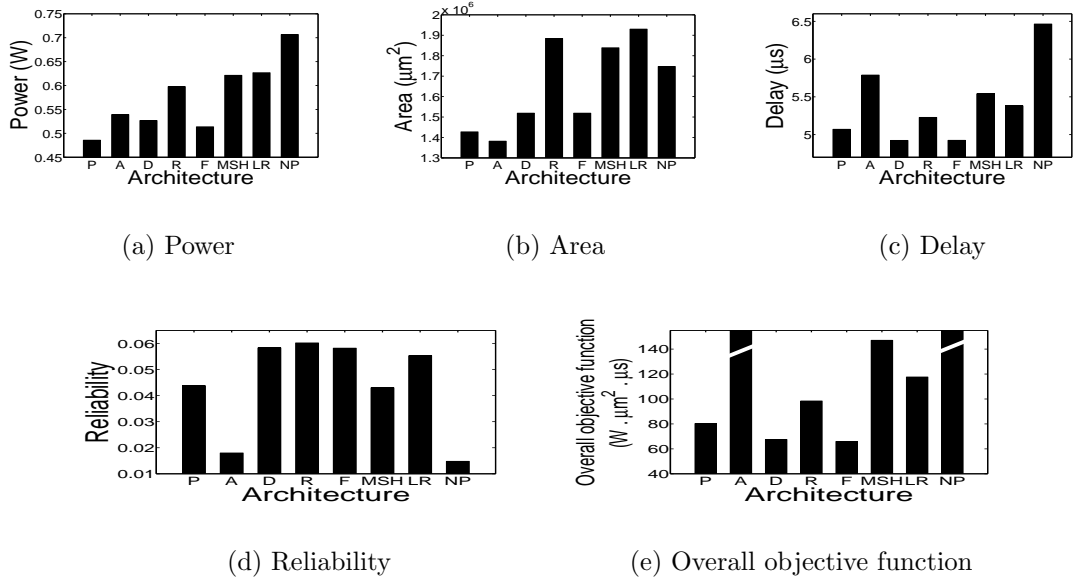 0.75
0.7
0.65
0.6
0.55
0.5
0.45
Power (W)
P A D R F MSH LR NP
Architecture
(a) Power
x 10⁶
2
1.9
1.8
1.7
1.6
1.5
1.4
1.3
Area (μm²)
P A D R F MSH LR NP
Architecture
(b) Area
6.5
6
5.5
5
Delay (μs)
P A D R F MSH LR NP
Architecture
(c) Delay
0.06
0.05
0.04
0.03
0.02
0.01
Reliability
P A D R F MSH LR NP
Architecture
(d) Reliability
140
120
100
80
60
40
Overall objective function
(W . μm² . μs)
P A D R F MSH LR NP
Architecture
(e) Overall objective function